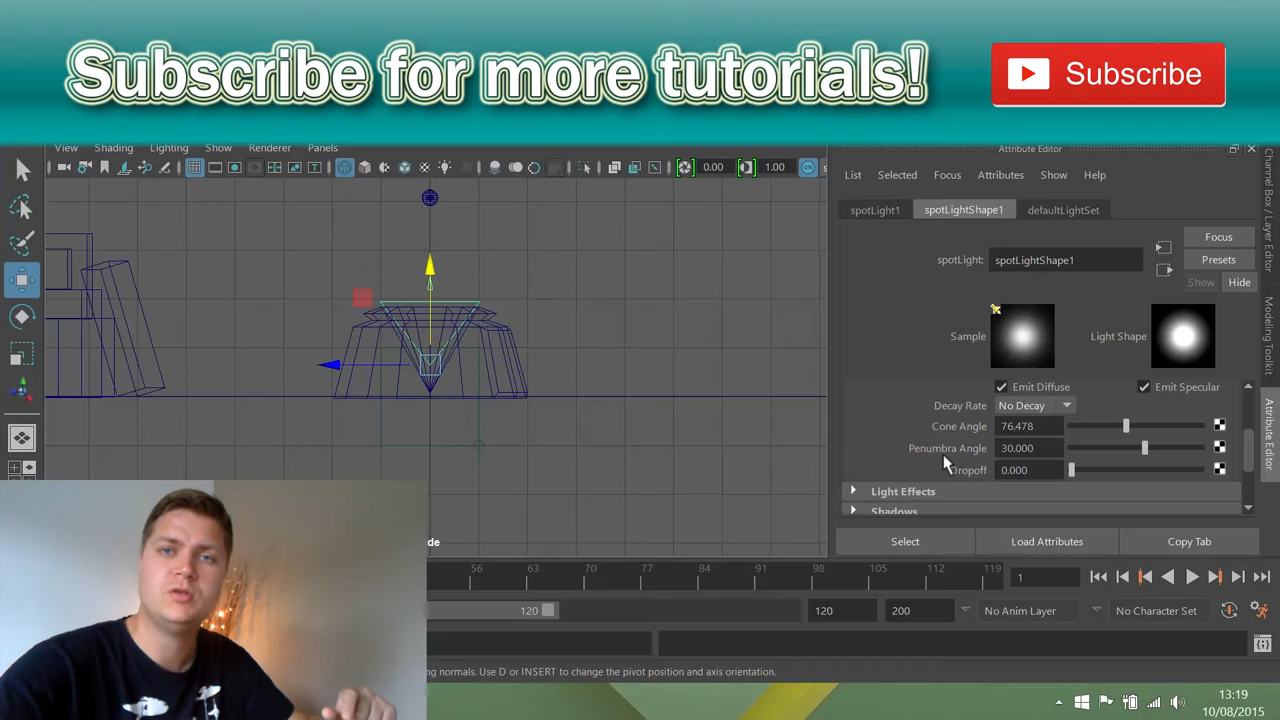 Subscribe for more tutorials!
Subscribe
View Shading Lighting Show Renderer Panels
0.00
1.00
ON
Attribute Editor
List Selected Focus Attributes Show Help
spotLight1 spotLightShape1 defaultLightSet
spotLight: spotLightShape1
Focus
Presets
Show Hide
Sample
Light Shape
Emit Diffuse Emit Specular
Decay Rate No Decay
Cone Angle 76.478
Penumbra Angle 30.000
Dropoff 0.000
Light Effects
Shadows
Select Load Attributes Copy Tab
Channel Box / Layer Editor
Modeling Toolkit
Attribute Editor
56 63 70 77 84 91 98 105 112 119
1
120
120 200 No Anim Layer No Character Set
ng normals. Use D or INSERT to change the pivot position and axis orientation.
13:19
10/08/2015